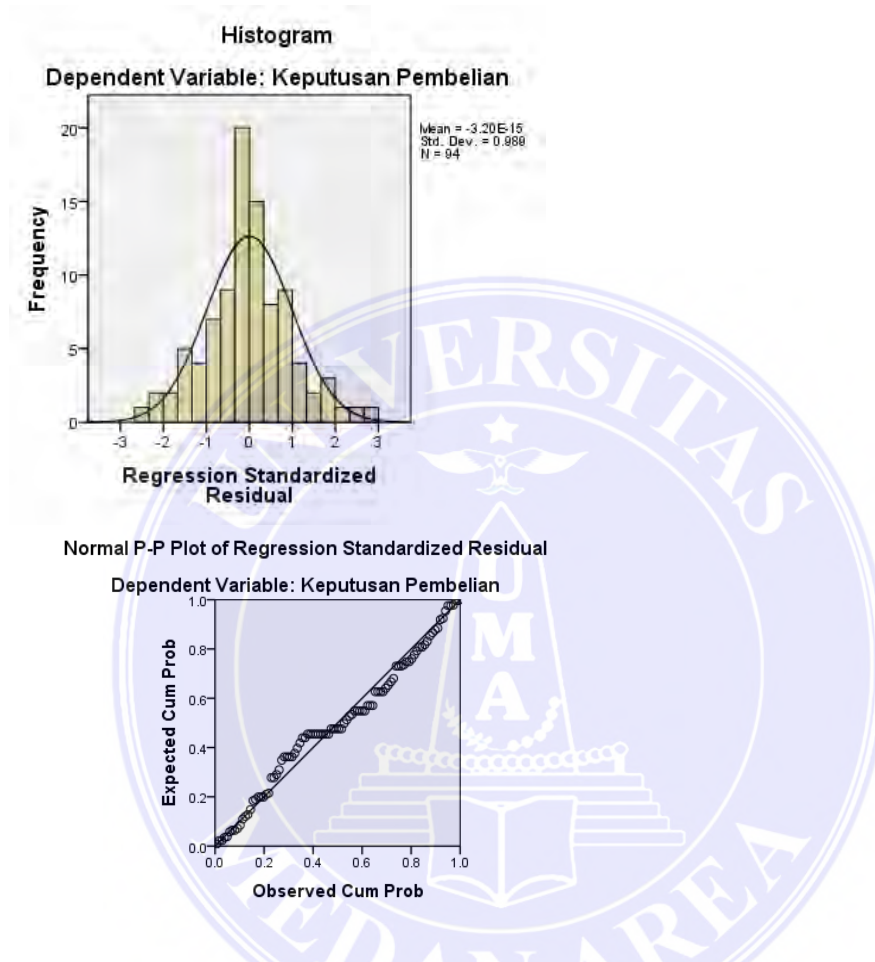 Histogram
Dependent Variable: Keputusan Pembelian
Mean = -3.20E-15
Std. Dev. = 0.989
N = 94
Frequency
20
15
10
5
0
-3 -2 -1 0 1 2 3
Regression Standardized
Residual
Normal P-P Plot of Regression Standardized Residual
Dependent Variable: Keputusan Pembelian
Expected Cum Prob
1.0
0.8
0.6
0.4
0.2
0.0
0.0 0.2 0.4 0.6 0.8 1.0
Observed Cum Prob
UNIVERSITAS
MEDAN AREA
U
M
A